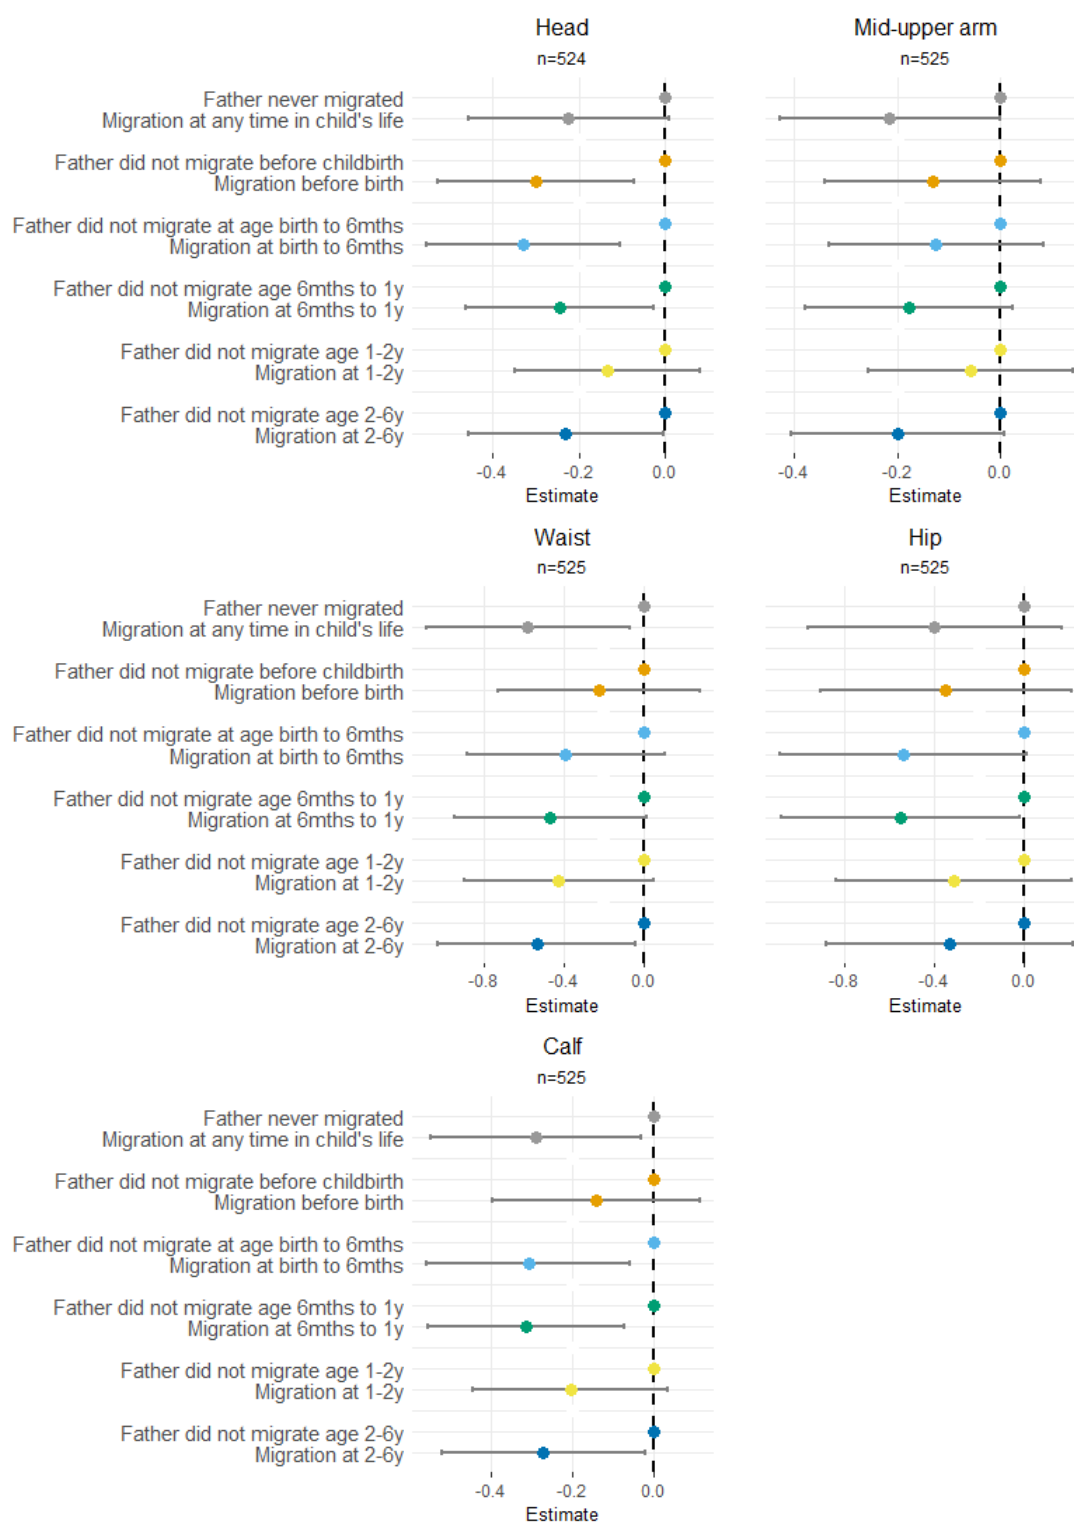 Head
n=524
Mid-upper arm
n=525
Father never migrated
Migration at any time in child's life
Father did not migrate before childbirth
Migration before birth
Father did not migrate at age birth to 6mths
Migration at birth to 6mths
Father did not migrate age 6mths to 1y
Migration at 6mths to 1y
Father did not migrate age 1-2y
Migration at 1-2y
Father did not migrate age 2-6y
Migration at 2-6y
-0.4 -0.2 0.0
Estimate
-0.4 -0.2 0.0
Estimate
Waist
n=525
Hip
n=525
Father never migrated
Migration at any time in child's life
Father did not migrate before childbirth
Migration before birth
Father did not migrate at age birth to 6mths
Migration at birth to 6mths
Father did not migrate age 6mths to 1y
Migration at 6mths to 1y
Father did not migrate age 1-2y
Migration at 1-2y
Father did not migrate age 2-6y
Migration at 2-6y
-0.8 -0.4 0.0
Estimate
-0.8 -0.4 0.0
Estimate
Calf
n=525
Father never migrated
Migration at any time in child's life
Father did not migrate before childbirth
Migration before birth
Father did not migrate at age birth to 6mths
Migration at birth to 6mths
Father did not migrate age 6mths to 1y
Migration at 6mths to 1y
Father did not migrate age 1-2y
Migration at 1-2y
Father did not migrate age 2-6y
Migration at 2-6y
-0.4 -0.2 0.0
Estimate